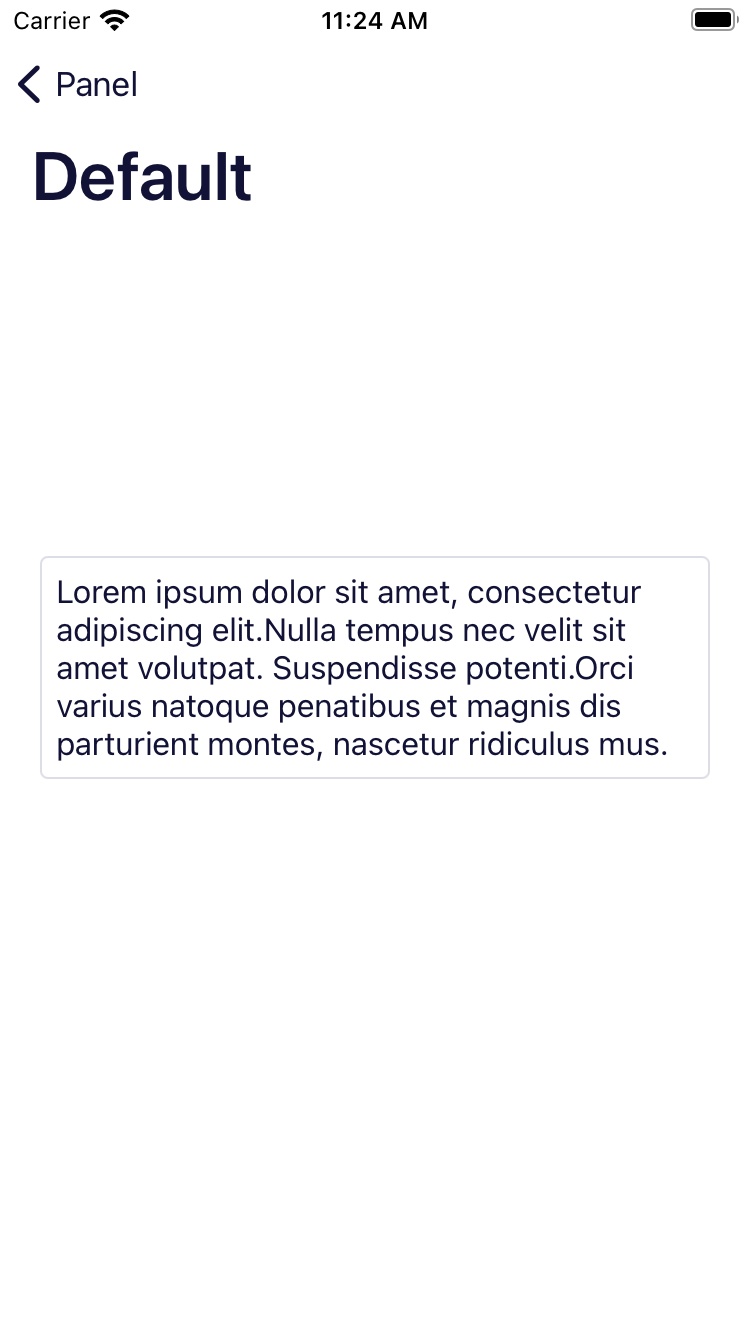 Carrier 11:24 AM
Panel
Default
Lorem ipsum dolor sit amet, consectetur
adipiscing elit.Nulla tempus nec velit sit
amet volutpat. Suspendisse potenti.Orci
varius natoque penatibus et magnis dis
parturient montes, nascetur ridiculus mus.